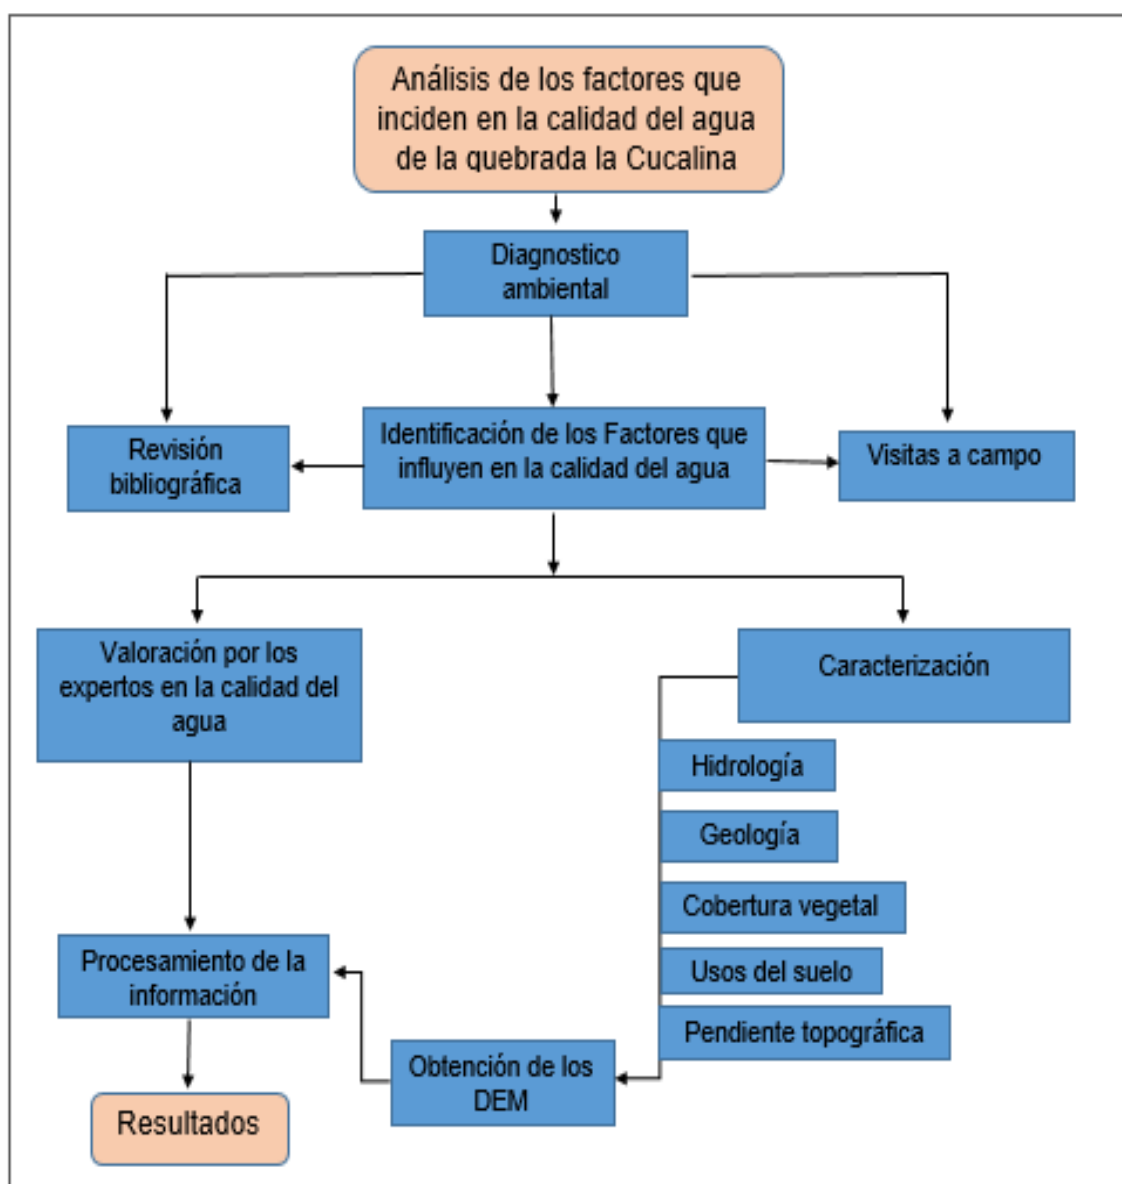 Análisis de los factores que
inciden en la calidad del agua
de la quebrada la Cucalina
Diagnostico
ambiental
Revisión
bibliográfica
Identificación de los Factores que
influyen en la calidad del agua
Visitas a campo
Valoración por los
expertos en la calidad del
agua
Caracterización
Hidrología
Geología
Cobertura vegetal
Usos del suelo
Pendiente topográfica
Procesamiento de la
información
Obtención de los
DEM
Resultados